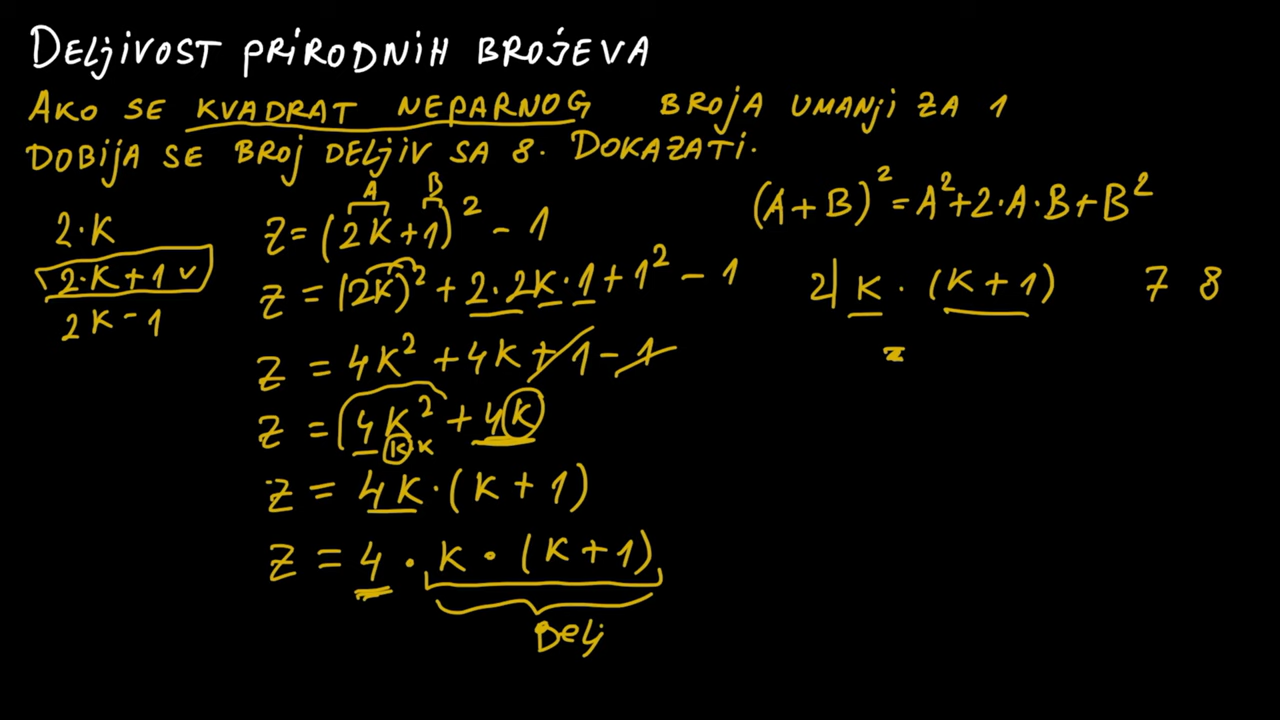 DELJIVOST PRIRODNIH BROJEVA
AKO SE KVADRAT NEPARNOG BROJA UMANJI ZA 1
DOBIJA SE BROJ DELJIV SA 8. DOKAZATI.
2·K
2·K+1 ✓
2K-1
A B
Z=(2K+1)²-1
Z=(2K)²+2·2K·1+1²-1
Z=4K²+4K+1-1
Z=(4K²+4K
K·K
Z=4K·(K+1)
Z=4·K·(K+1)
DELJ
(A+B)²=A²+2·A·B+B²
2|K·(K+1) 7 8